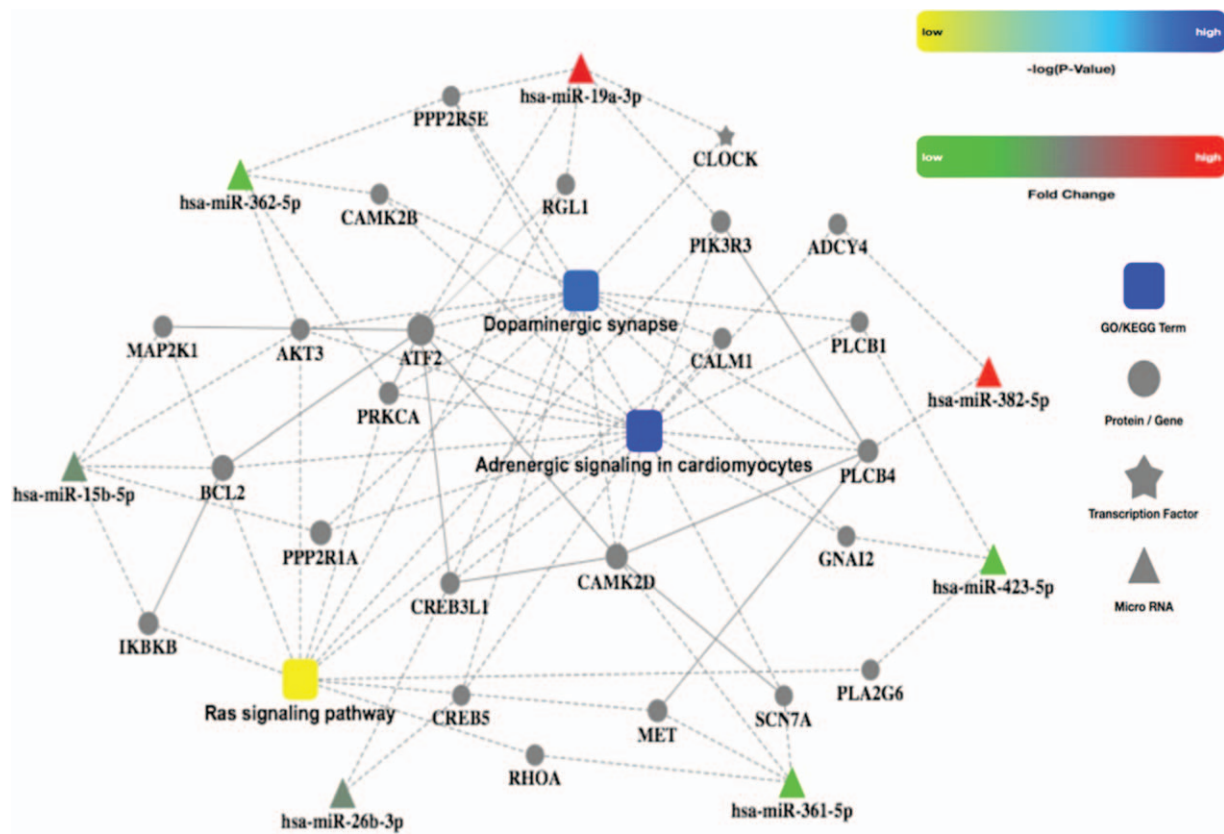 low high
-log(P-Value)
hsa-miR-19a-3p
PPP2R5E
CLOCK
low high
Fold Change
hsa-miR-362-5p
CAMK2B
RGL1
PIK3R3
ADCY4
GO/KEGG Term
Dopaminergic synapse
MAP2K1
AKT3
ATF2
CALM1
PLCB1
hsa-miR-382-5p
PRKCA
Protein / Gene
Adrenergic signaling in cardiomyocytes
PLCB4
hsa-miR-15b-5p
BCL2
Transcription Factor
PPP2R1A
GNAI2
CAMK2D
hsa-miR-423-5p
CREB3L1
Micro RNA
IKBKB
PLA2G6
Ras signaling pathway
CREB5
MET
SCN7A
RHOA
hsa-miR-26b-3p
hsa-miR-361-5p